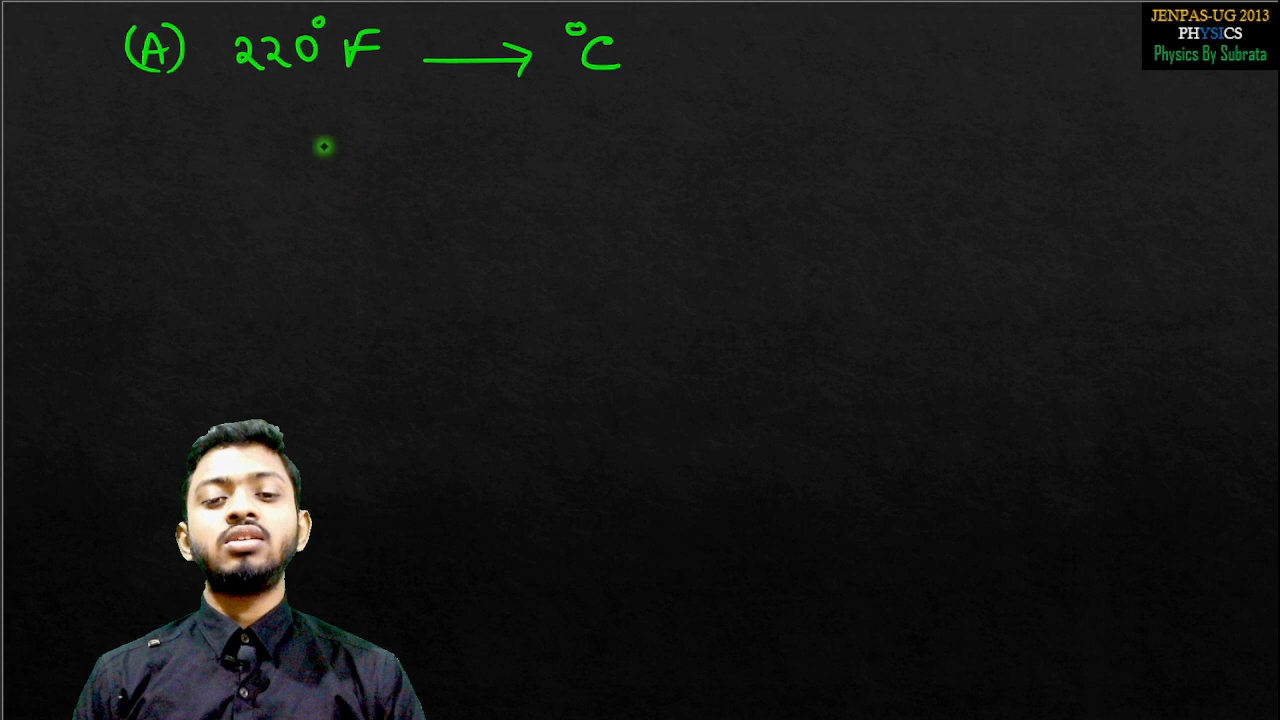 (A) 220° F ⟶ °C
JENPAS-UG 2013
PHYSICS
Physics By Subrata